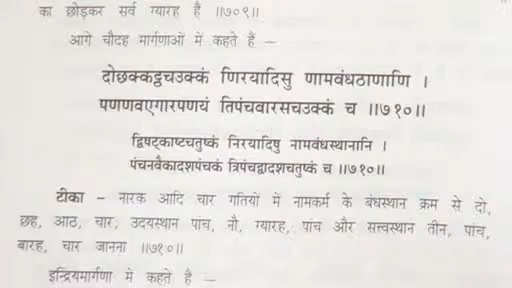 का छोड़कर सर्व ग्यारह है ॥७०९॥
आगे चौदह मार्गणाओं में कहते है –
दोछक्कट्ठचउक्कं णिरयादिसु णामबंधठाणाणि ।
पणणवएगारपणयं तिपंचबारसचउक्कं च ॥७१०॥
द्विषट्काष्टचतुष्कं निरयादिषु नामबंधस्थानानि ।
पंचनवैकादशपंचकं त्रिपंचद्वादशचतुष्कं च ॥७१०॥
टीका – नारक आदि चार गतियों में नामकर्म के बंधस्थान क्रम से दो,
छह, आठ, चार; उदयस्थान पांच, नौ, ग्यारह, पांच और सत्त्वस्थान तीन, पांच,
बारह, चार जानना ॥७१०॥
इन्द्रियमार्गणा में कहते है –